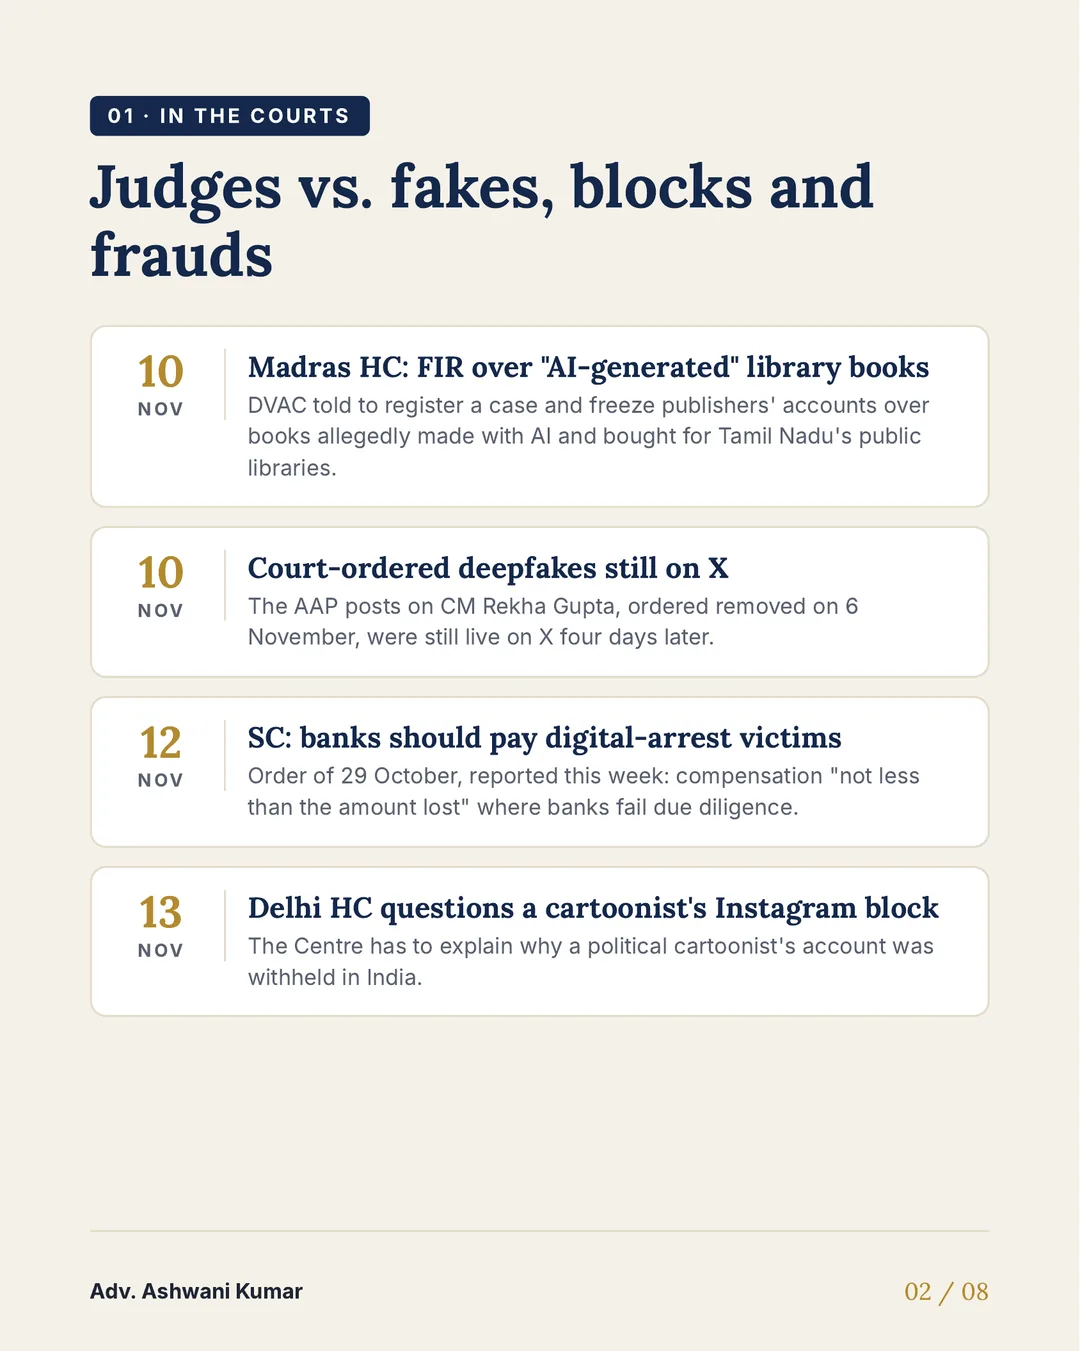 01 · IN THE COURTS
Judges vs. fakes, blocks and
frauds
10
NOV
Madras HC: FIR over "AI-generated" library books
DVAC told to register a case and freeze publishers' accounts over
books allegedly made with AI and bought for Tamil Nadu's public
libraries.
10
NOV
Court-ordered deepfakes still on X
The AAP posts on CM Rekha Gupta, ordered removed on 6
November, were still live on X four days later.
12
NOV
SC: banks should pay digital-arrest victims
Order of 29 October, reported this week: compensation "not less
than the amount lost" where banks fail due diligence.
13
NOV
Delhi HC questions a cartoonist's Instagram block
The Centre has to explain why a political cartoonist's account was
withheld in India.
Adv. Ashwani Kumar
02 / 08